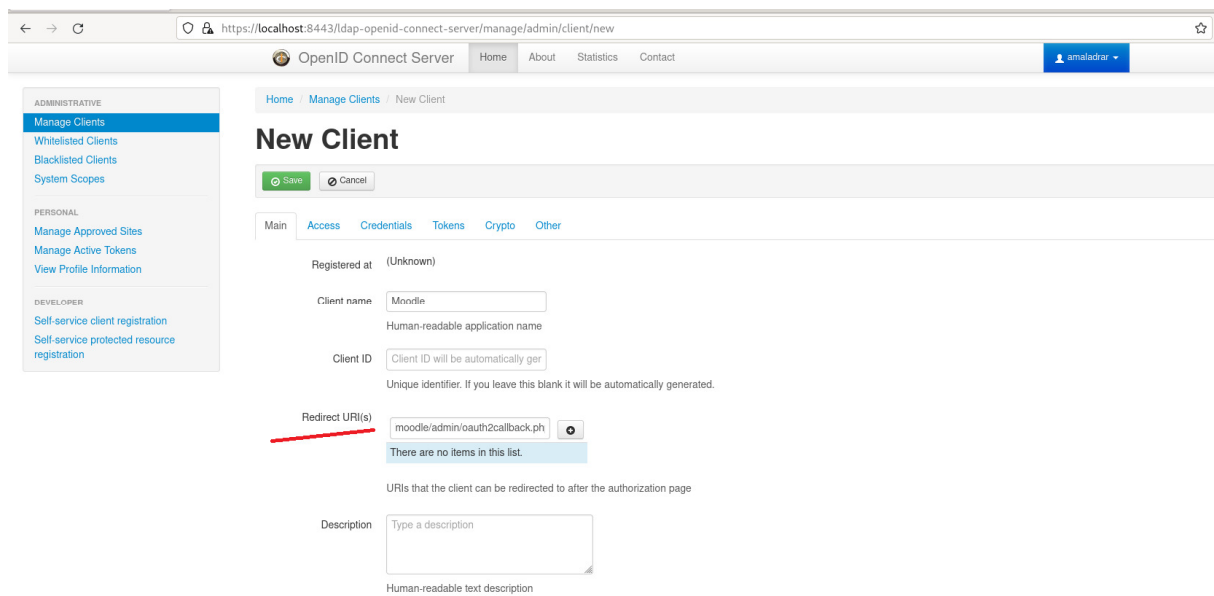 https://localhost:8443/ldap-openid-connect-server/manage/admin/client/new
OpenID Connect Server Home About Statistics Contact amaladrar
ADMINISTRATIVE
Manage Clients
Whitelisted Clients
Blacklisted Clients
System Scopes
PERSONAL
Manage Approved Sites
Manage Active Tokens
View Profile Information
DEVELOPER
Self-service client registration
Self-service protected resource
registration
Home / Manage Clients / New Client
New Client
Save Cancel
Main Access Credentials Tokens Crypto Other
Registered at (Unknown)
Client name Moodle
Human-readable application name
Client ID Client ID will be automatically ger
Unique identifier. If you leave this blank it will be automatically generated.
Redirect URI(s) moodle/admin/oauth2callback.ph
There are no items in this list.
URIs that the client can be redirected to after the authorization page
Description Type a description
Human-readable text description